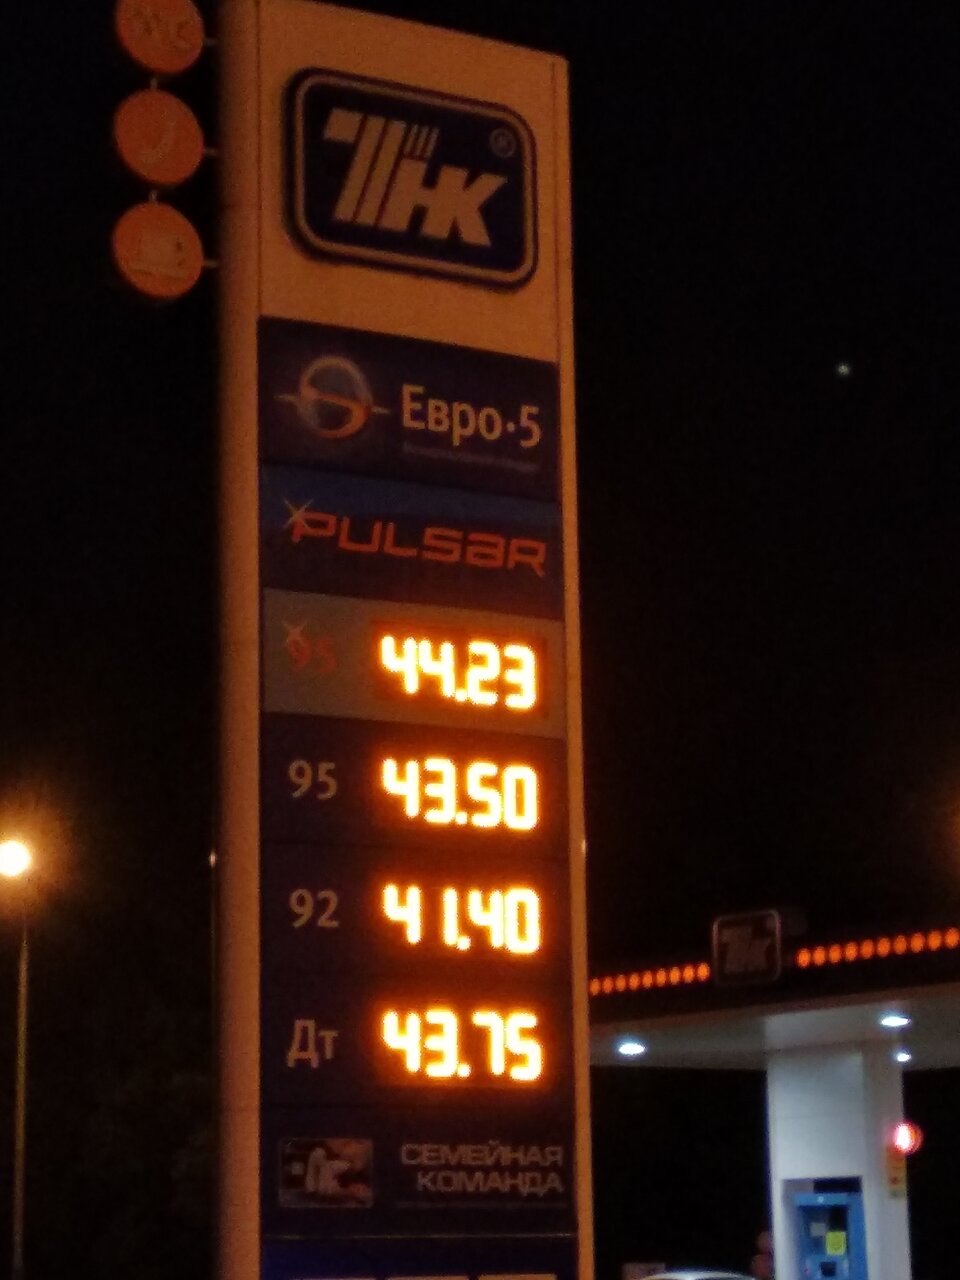 ТНК ®
Евро·5
PULSAR
95 44.23
95 43.50
92 41.40
Дт 43.75
СЕМЕЙНАЯ
КОМАНДА
ТНК